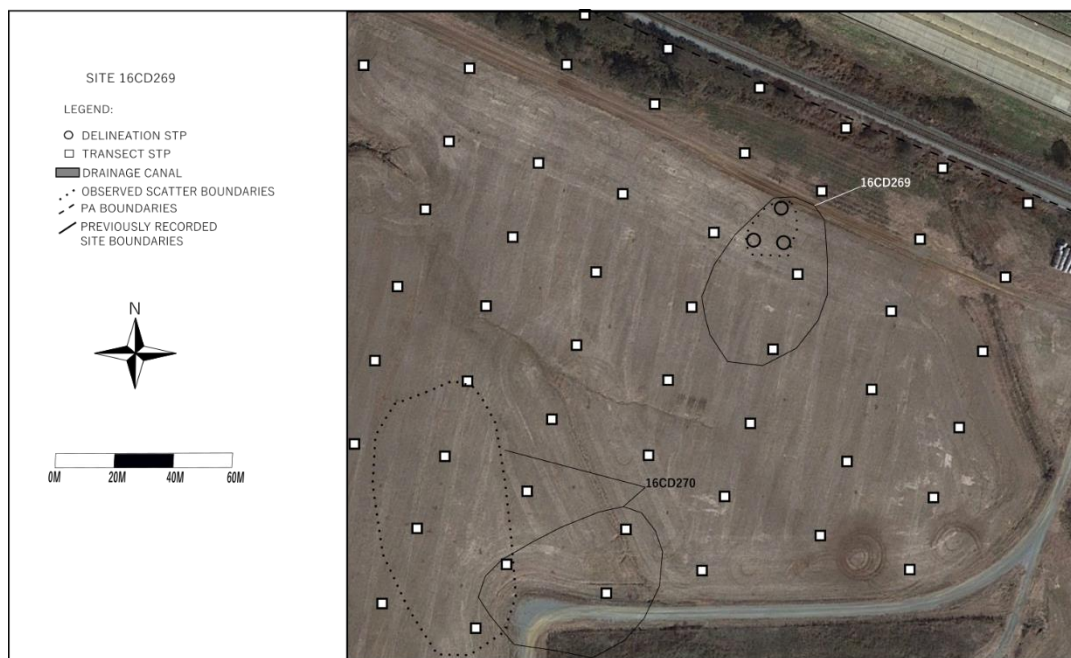 SITE 16CD269
LEGEND:
DELINEATION STP
TRANSECT STP
DRAINAGE CANAL
OBSERVED SCATTER BOUNDARIES
PA BOUNDARIES
PREVIOUSLY RECORDED
SITE BOUNDARIES
N
0M 20M 40M 60M
16CD269
16CD270